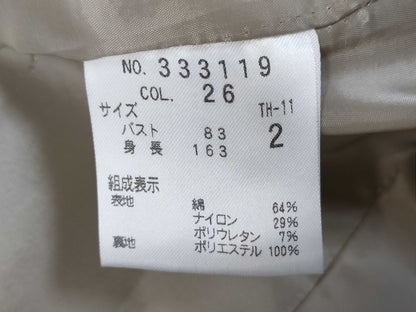 NO. 333119
COL. 26
サイズ TH-11
バスト 83 2
身長 163
組成表示
表地 綿 64%
ナイロン 29%
ポリウレタン 7%
裏地 ポリエステル 100%